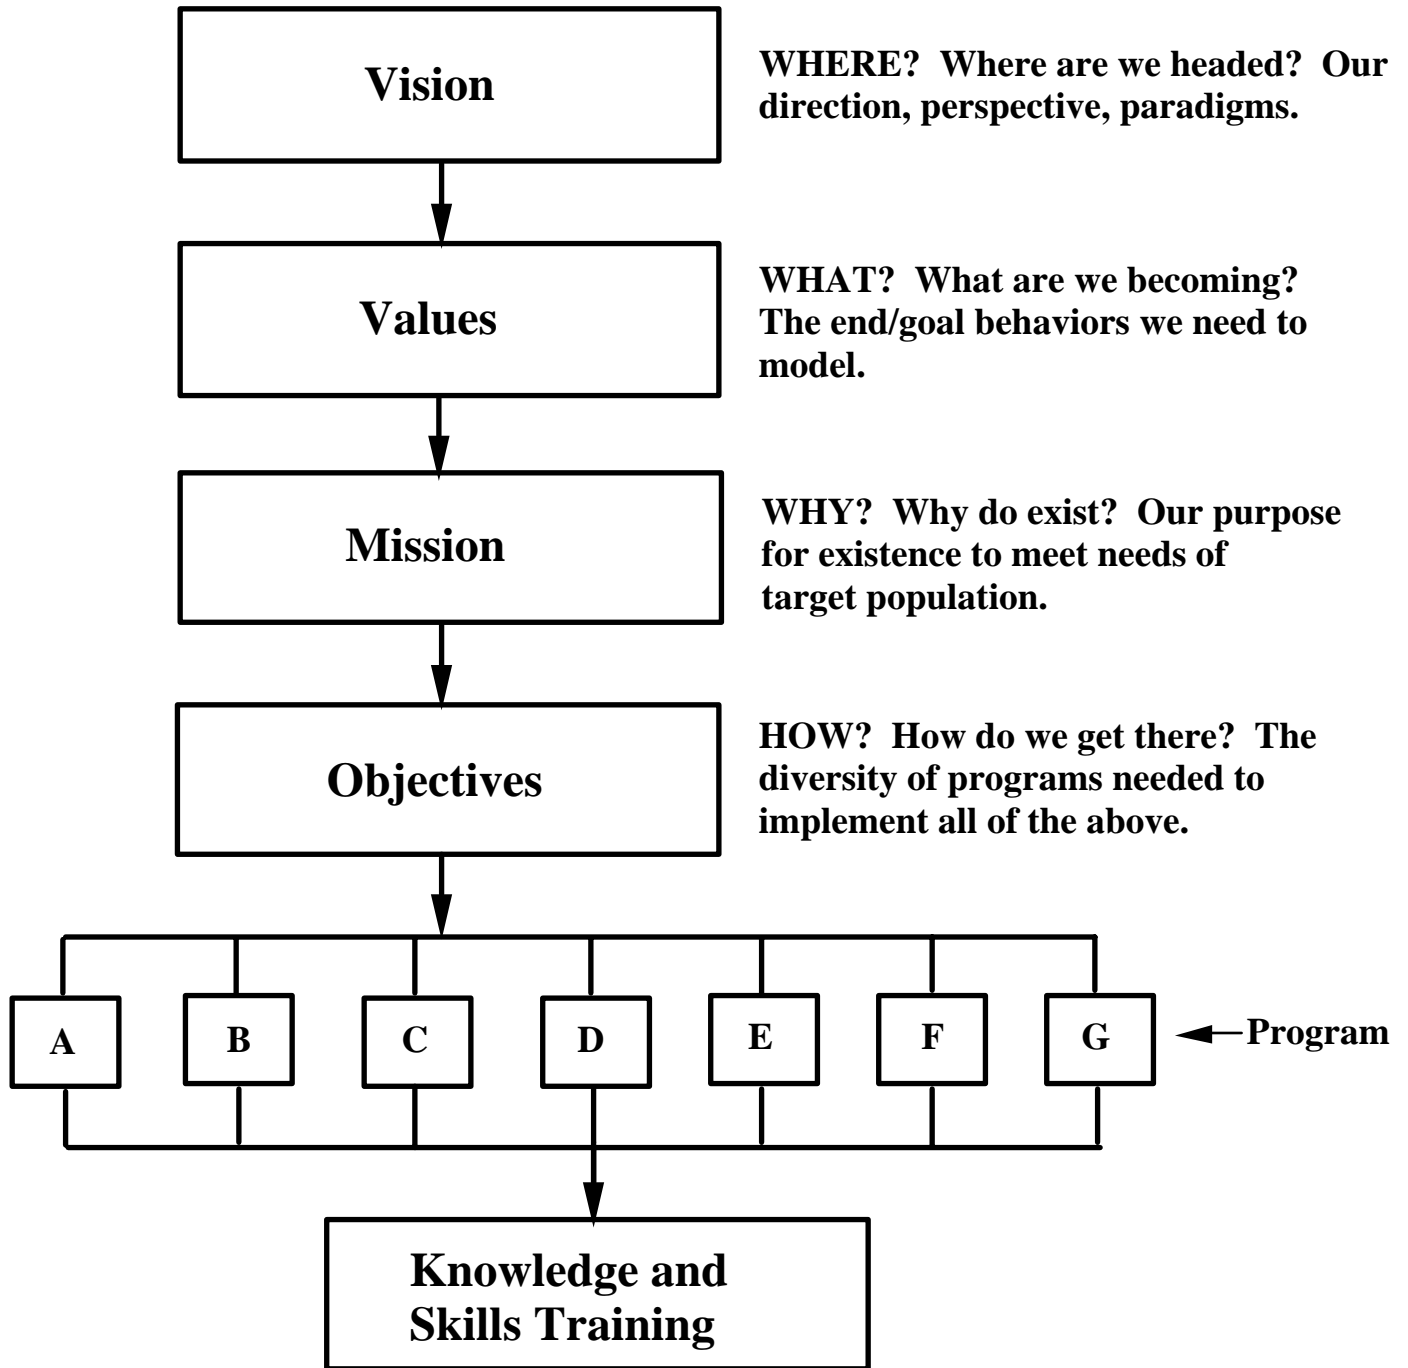 Vision
WHERE? Where are we headed? Our
direction, perspective, paradigms.
Values
WHAT? What are we becoming?
The end/goal behaviors we need to
model.
Mission
WHY? Why do exist? Our purpose
for existence to meet needs of
target population.
Objectives
HOW? How do we get there? The
diversity of programs needed to
implement all of the above.
A B C D E F G Program
Knowledge and
Skills Training